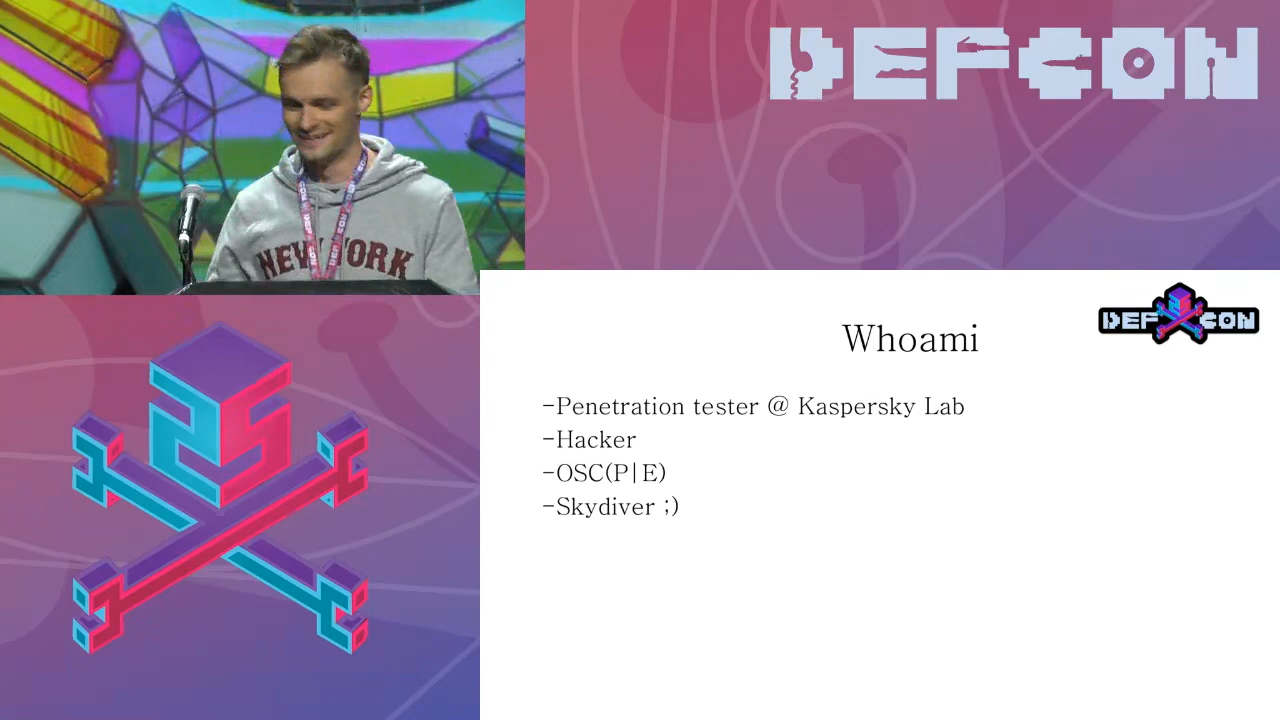 DEFCON
NEW YORK
DEF CON
Whoami
-Penetration tester @ Kaspersky Lab
-Hacker
-OSC(P|E)
-Skydiver ;)